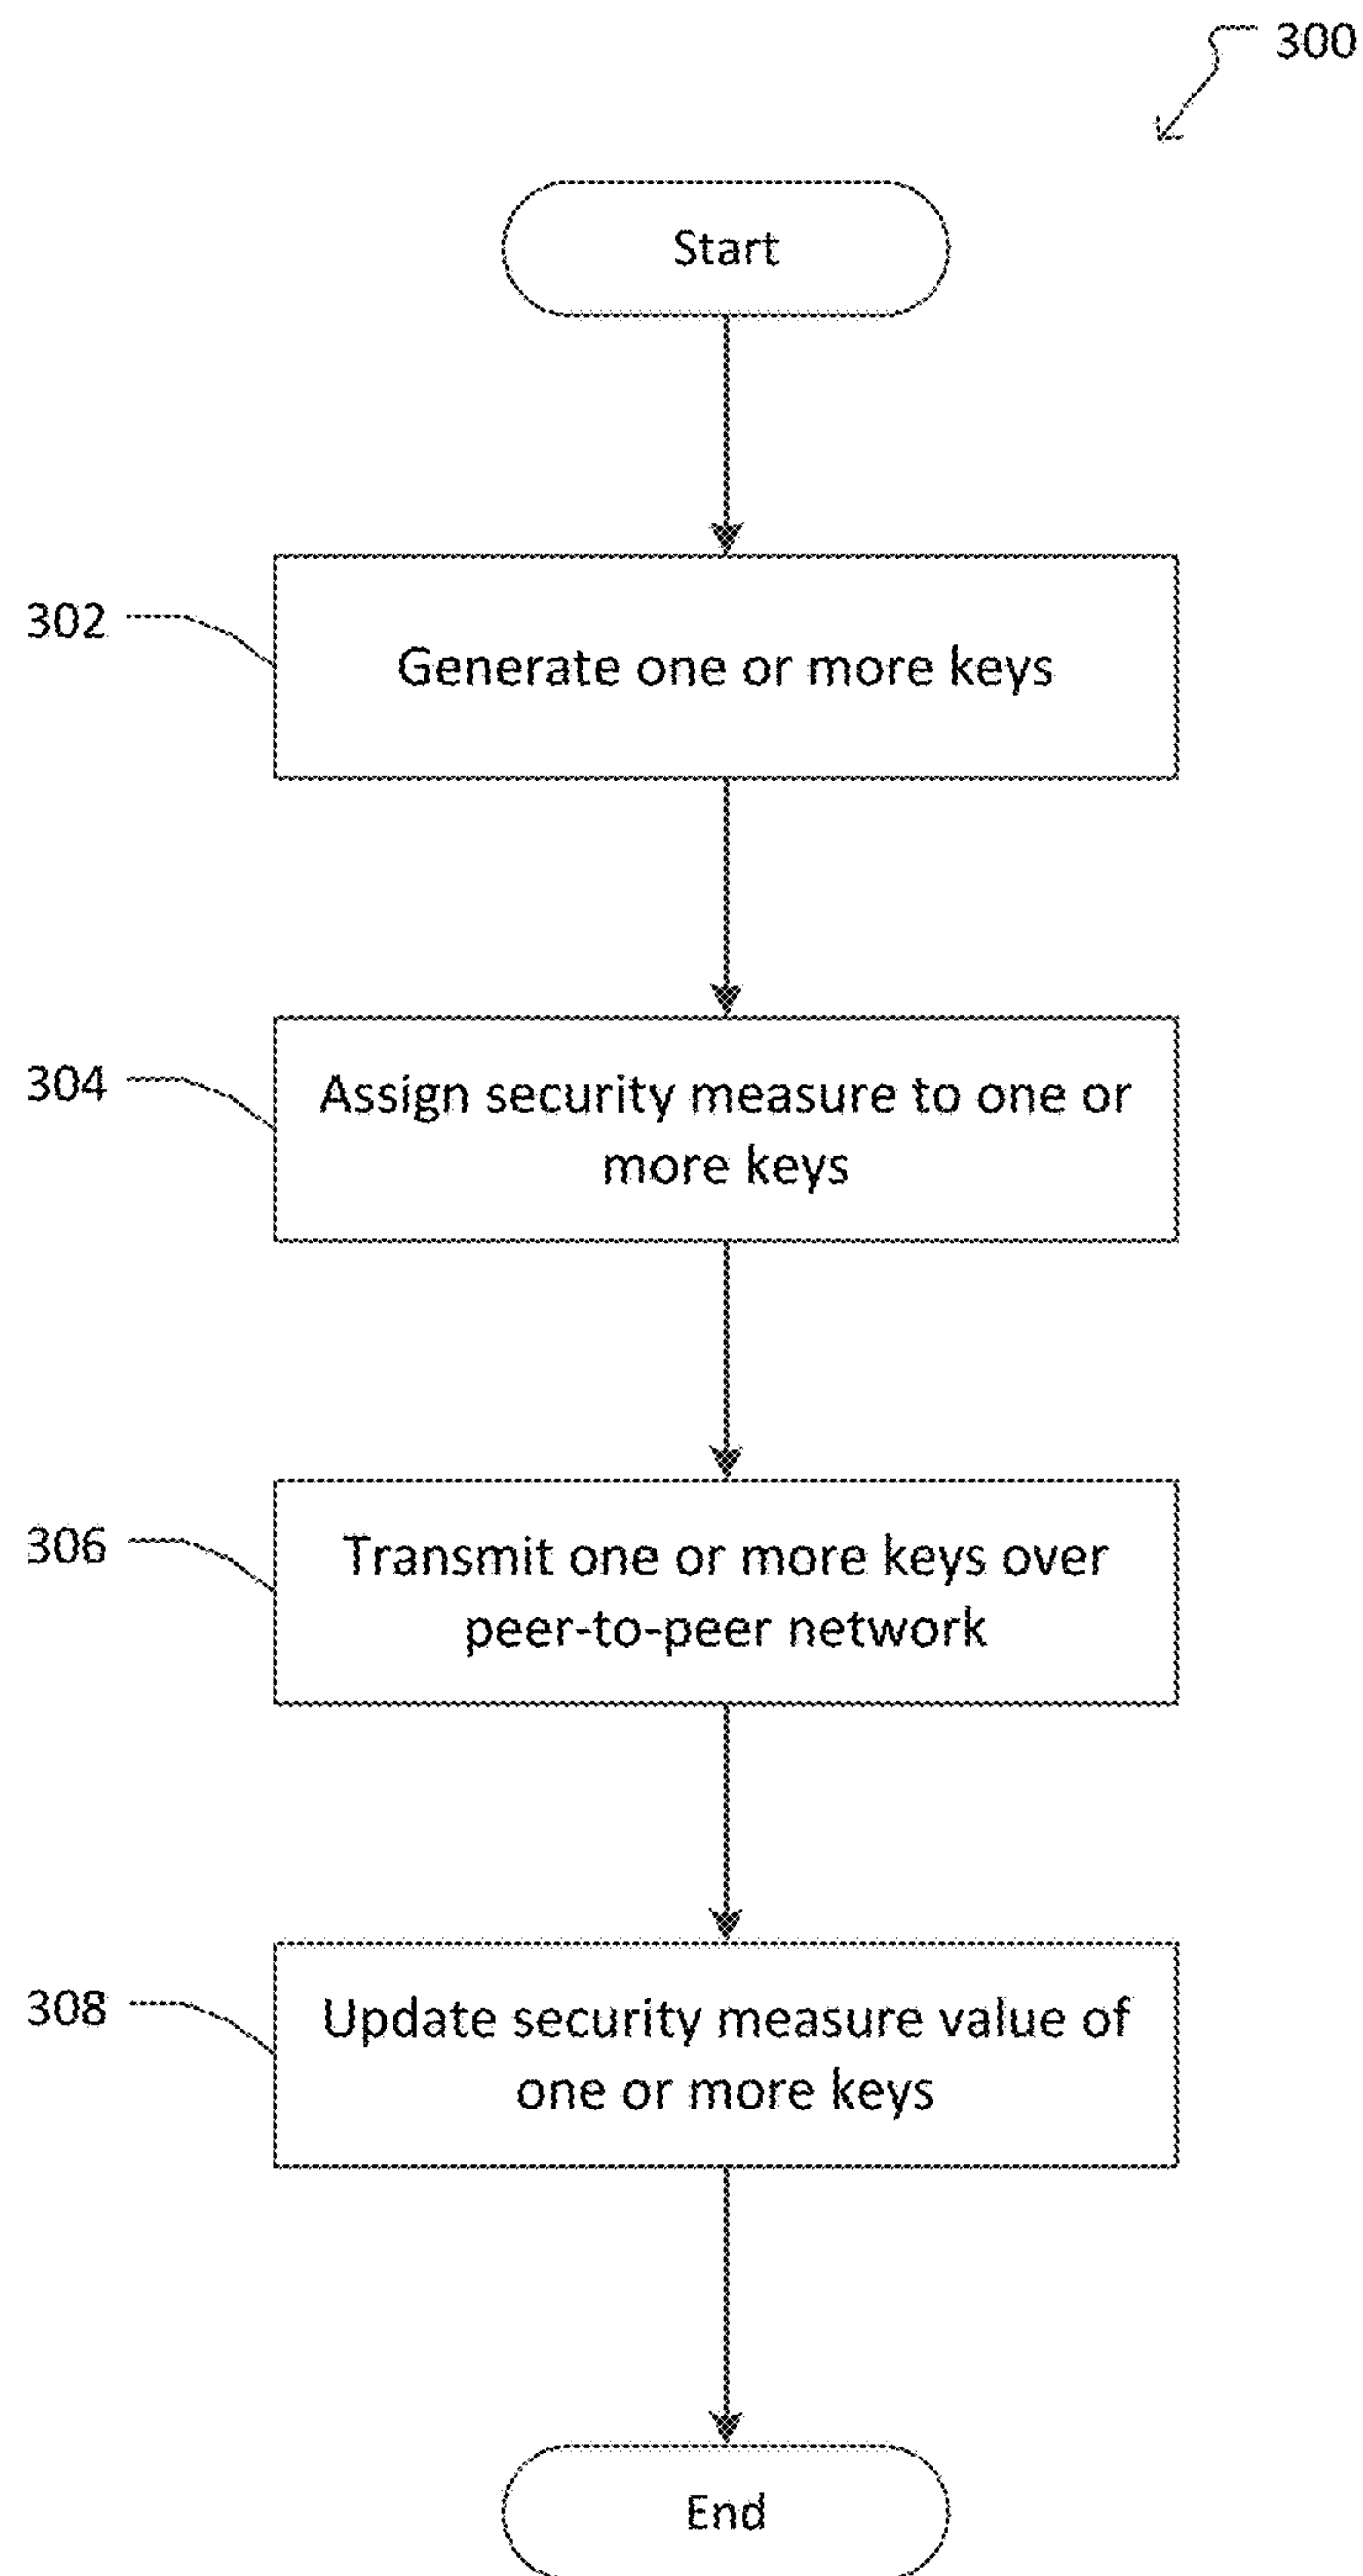 300
Start
302
Generate one or more keys
304
Assign security measure to one or
more keys
306
Transmit one or more keys over
peer-to-peer network
308
Update security measure value of
one or more keys
End